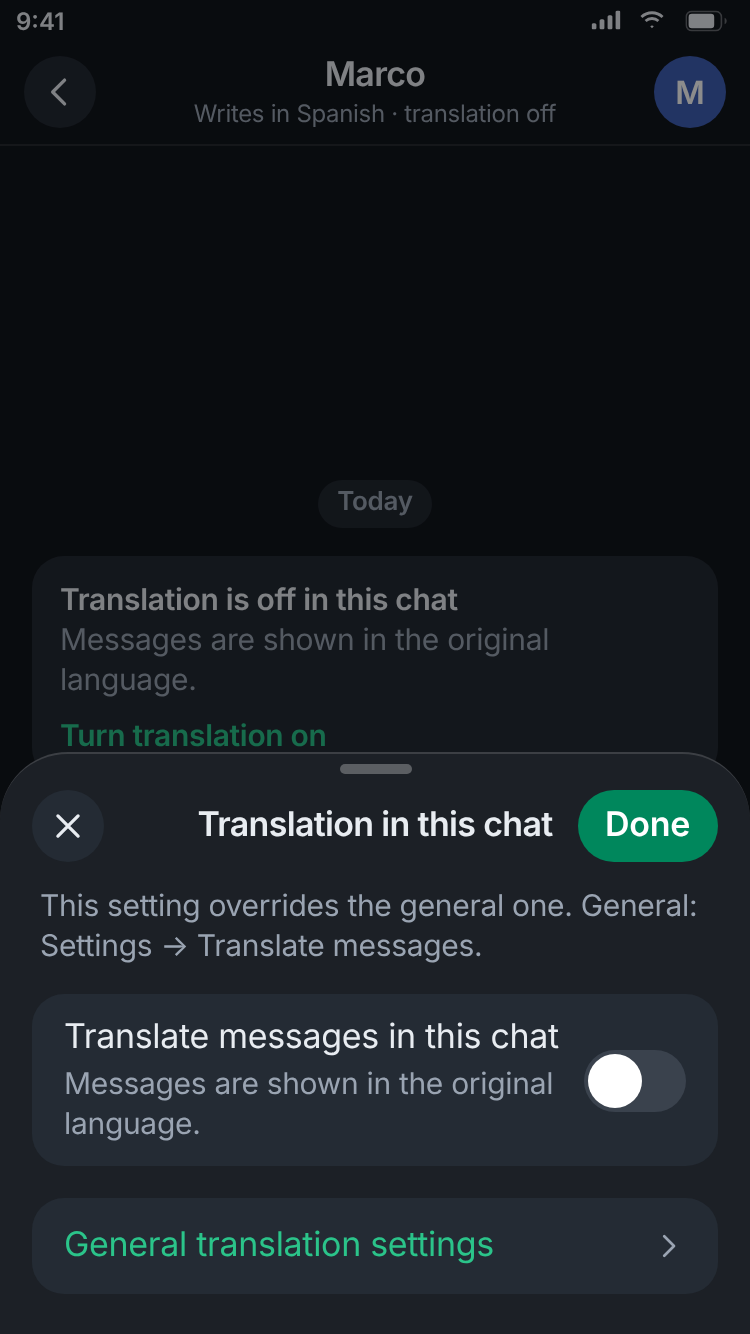 9:41
Marco
Writes in Spanish · translation off
M
Today
Translation is off in this chat
Messages are shown in the original
language.
Turn translation on
Translation in this chat
Done
This setting overrides the general one. General:
Settings → Translate messages.
Translate messages in this chat
Messages are shown in the original
language.
General translation settings